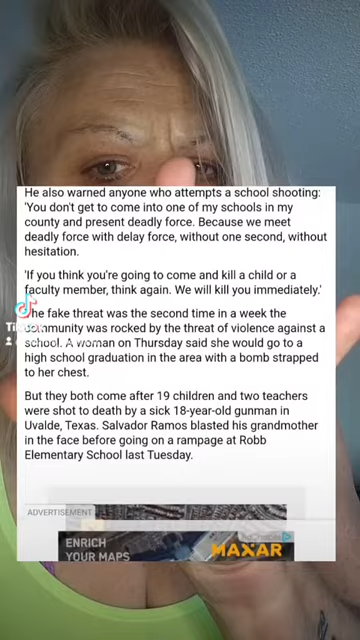 He also warned anyone who attempts a school shooting:
'You don't get to come into one of my schools in my
county and present deadly force. Because we meet
deadly force with delay force, without one second, without
hesitation.
'If you think you're going to come and kill a child or a
faculty member, think again. We will kill you immediately.'
The fake threat was the second time in a week the
community was rocked by the threat of violence against a
school. A woman on Thursday said she would go to a
high school graduation in the area with a bomb strapped
to her chest.
But they both come after 19 children and two teachers
were shot to death by a sick 18-year-old gunman in
Uvalde, Texas. Salvador Ramos blasted his grandmother
in the face before going on a rampage at Robb
Elementary School last Tuesday.
ADVERTISEMENT
ENRICH
YOUR MAPS
MAXAR